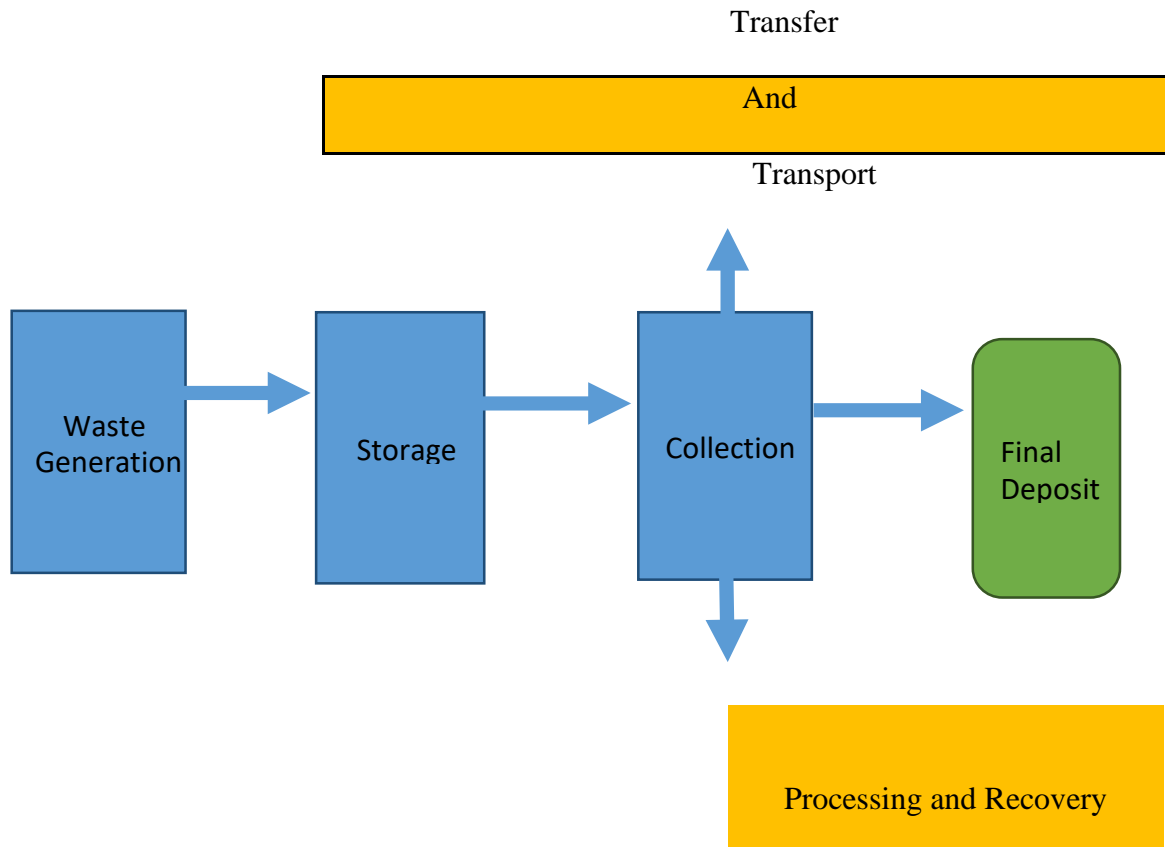 Transfer
And
Transport
Waste
Generation
Storage
Collection
Final
Deposit
Processing and Recovery